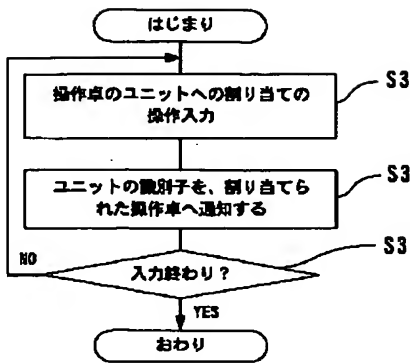 はじまり
操作卓のユニットへの割り当ての
操作入力
S3
ユニットの識別子を、割り当てら
れた操作卓へ通知する
S3
入力終わり？
S3
NO
YES
おわり